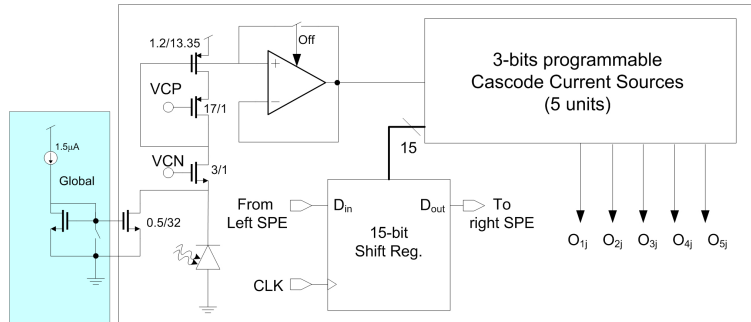 1.2/13.35
Off
+
−
3-bits programmable
Cascode Current Sources
(5 units)
VCP
17/1
1.5μA
VCN
3/1
15
Global
0.5/32
From
Left SPE
Din
Dout
To
right SPE
15-bit
Shift Reg.
CLK
O1j
O2j
O3j
O4j
O5j